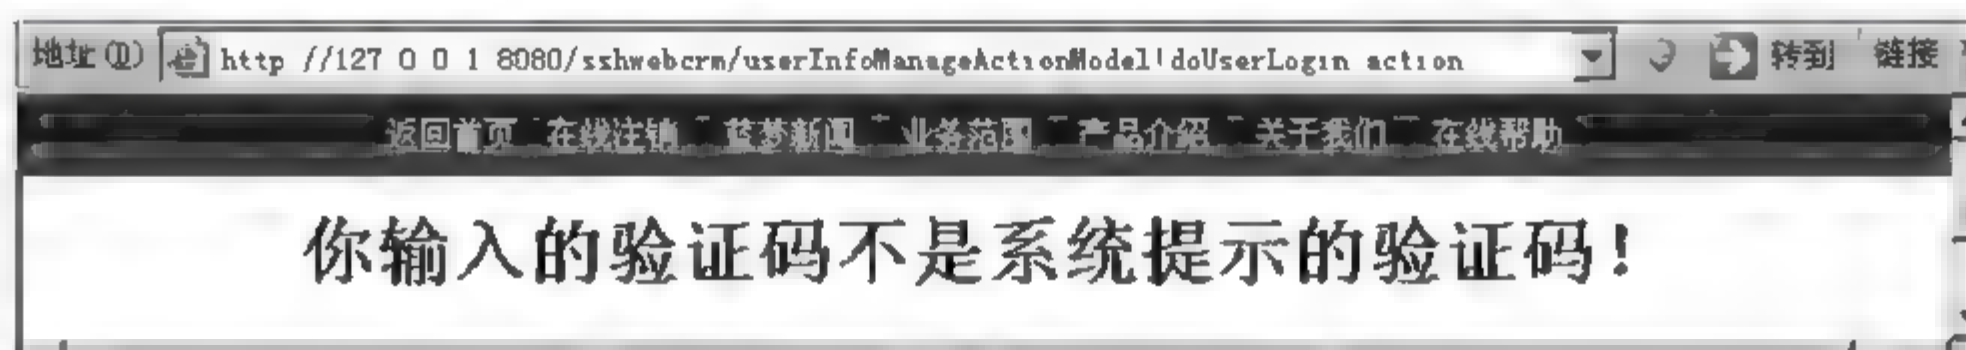 地址(D) http //127 0 0 1 8080/sshwebcrm/userInfoManageActionModel!doUserLogin action 转到 链接
返回首页 在线注销 蓝梦新闻 业务范围 产品介绍 关于我们 在线帮助
你输入的验证码不是系统提示的验证码!